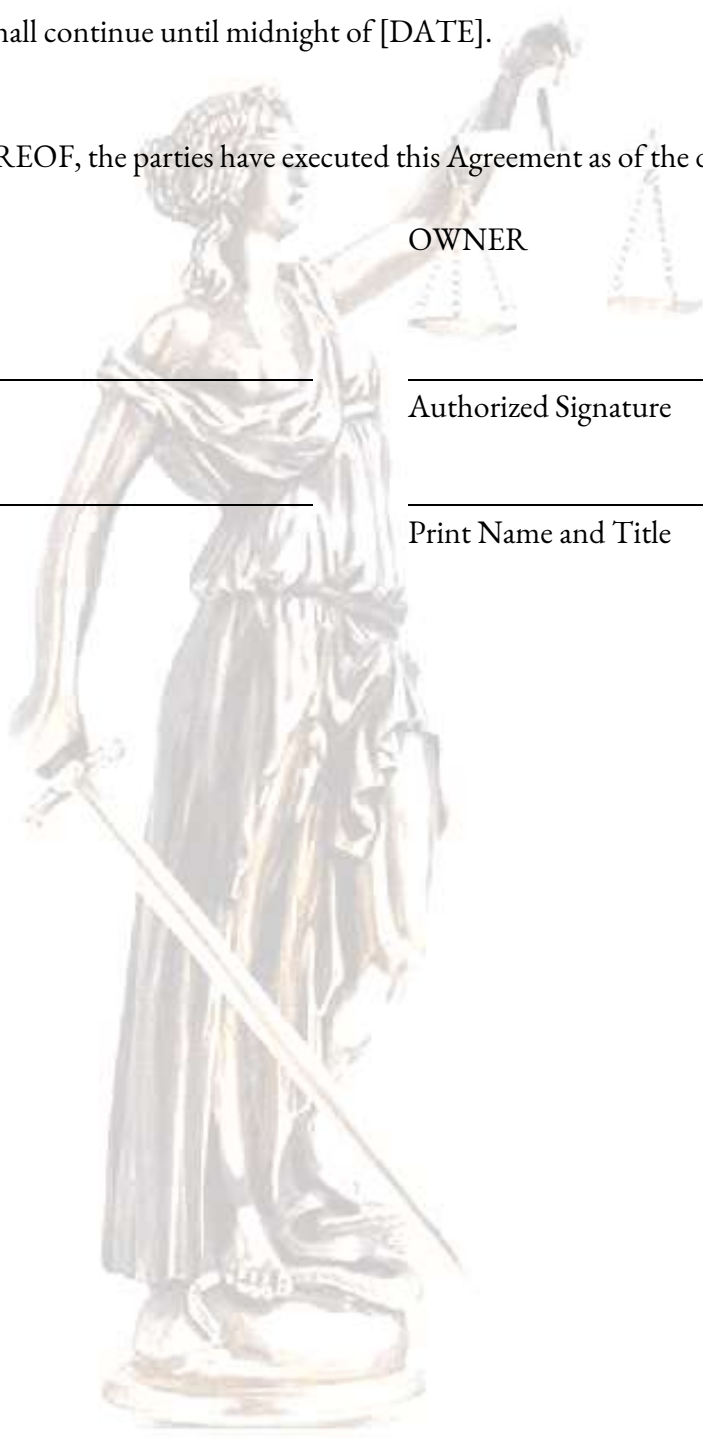 hall continue until midnight of [DATE].
REOF, the parties have executed this Agreement as of the
OWNER
Authorized Signature
Print Name and Title